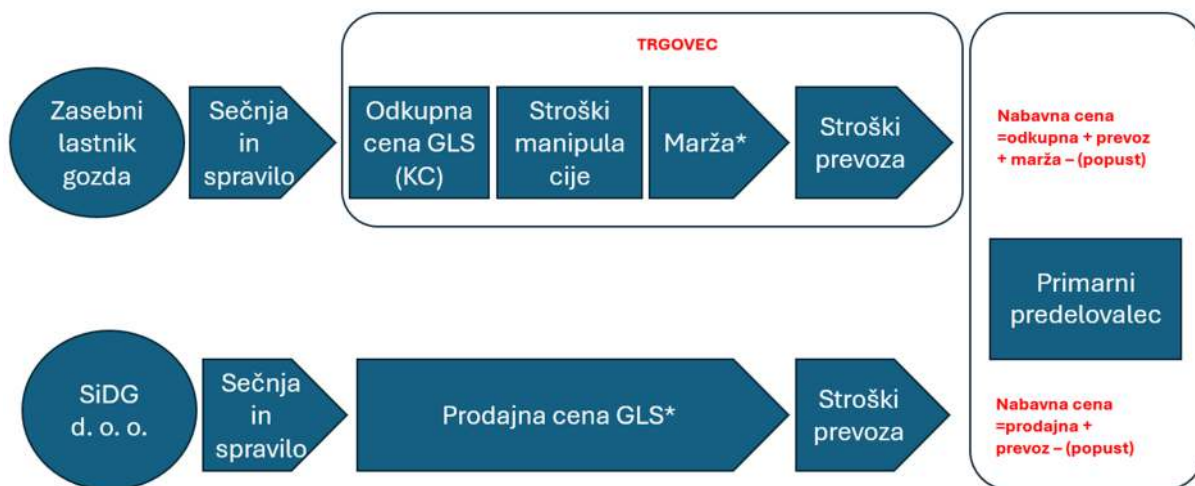 TRGOVEC
Zasebni
lastnik
gozda
Sečnja
in
spravilo
Odkupna
cena GLS
(KC)
Stroški
manipula
cije
Marža*
Stroški
prevoza
Nabavna cena
=odkupna + prevoz
+ marža – (popust)
Primarni
predelovalec
SiDG
d. o. o.
Sečnja
in
spravilo
Prodajna cena GLS*
Stroški
prevoza
Nabavna cena
=prodajna +
prevoz – (popust)